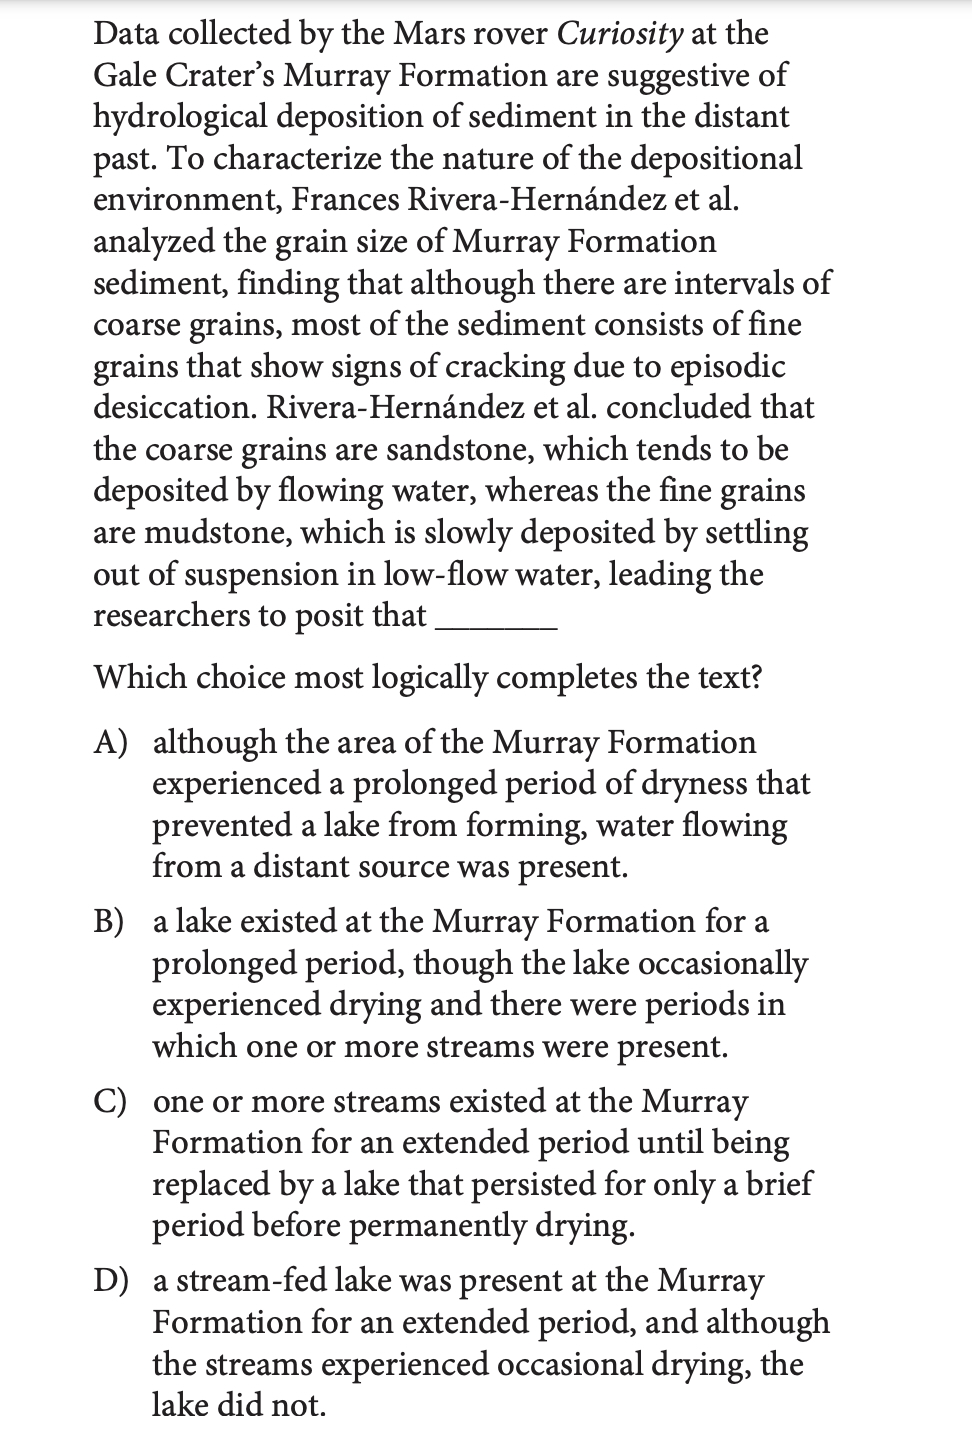 Data collected by the Mars rover Curiosity at the
Gale Crater’s Murray Formation are suggestive of
hydrological deposition of sediment in the distant
past. To characterize the nature of the depositional
environment, Frances Rivera-Hernández et al.
analyzed the grain size of Murray Formation
sediment, finding that although there are intervals of
coarse grains, most of the sediment consists of fine
grains that show signs of cracking due to episodic
desiccation. Rivera-Hernández et al. concluded that
the coarse grains are sandstone, which tends to be
deposited by flowing water, whereas the fine grains
are mudstone, which is slowly deposited by settling
out of suspension in low-flow water, leading the
researchers to posit that _______
Which choice most logically completes the text?
A) although the area of the Murray Formation
experienced a prolonged period of dryness that
prevented a lake from forming, water flowing
from a distant source was present.
B) a lake existed at the Murray Formation for a
prolonged period, though the lake occasionally
experienced drying and there were periods in
which one or more streams were present.
C) one or more streams existed at the Murray
Formation for an extended period until being
replaced by a lake that persisted for only a brief
period before permanently drying.
D) a stream-fed lake was present at the Murray
Formation for an extended period, and although
the streams experienced occasional drying, the
lake did not.